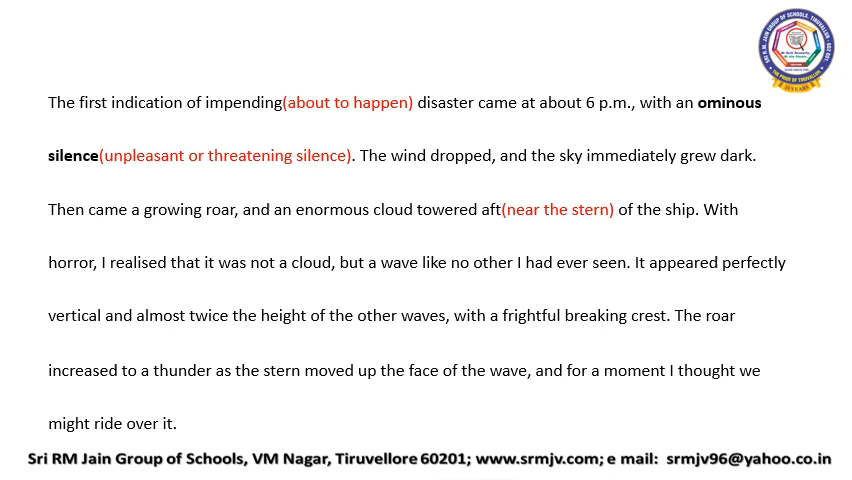 The first indication of impending(about to happen) disaster came at about 6 p.m., with an ominous
silence(unpleasant or threatening silence). The wind dropped, and the sky immediately grew dark.
Then came a growing roar, and an enormous cloud towered aft(near the stern) of the ship. With
horror, I realised that it was not a cloud, but a wave like no other I had ever seen. It appeared perfectly
vertical and almost twice the height of the other waves, with a frightful breaking crest. The roar
increased to a thunder as the stern moved up the face of the wave, and for a moment I thought we
might ride over it.
Sri RM Jain Group of Schools, VM Nagar, Tiruvellore 60201; www.srmjv.com; e mail: srmjv96@yahoo.co.in